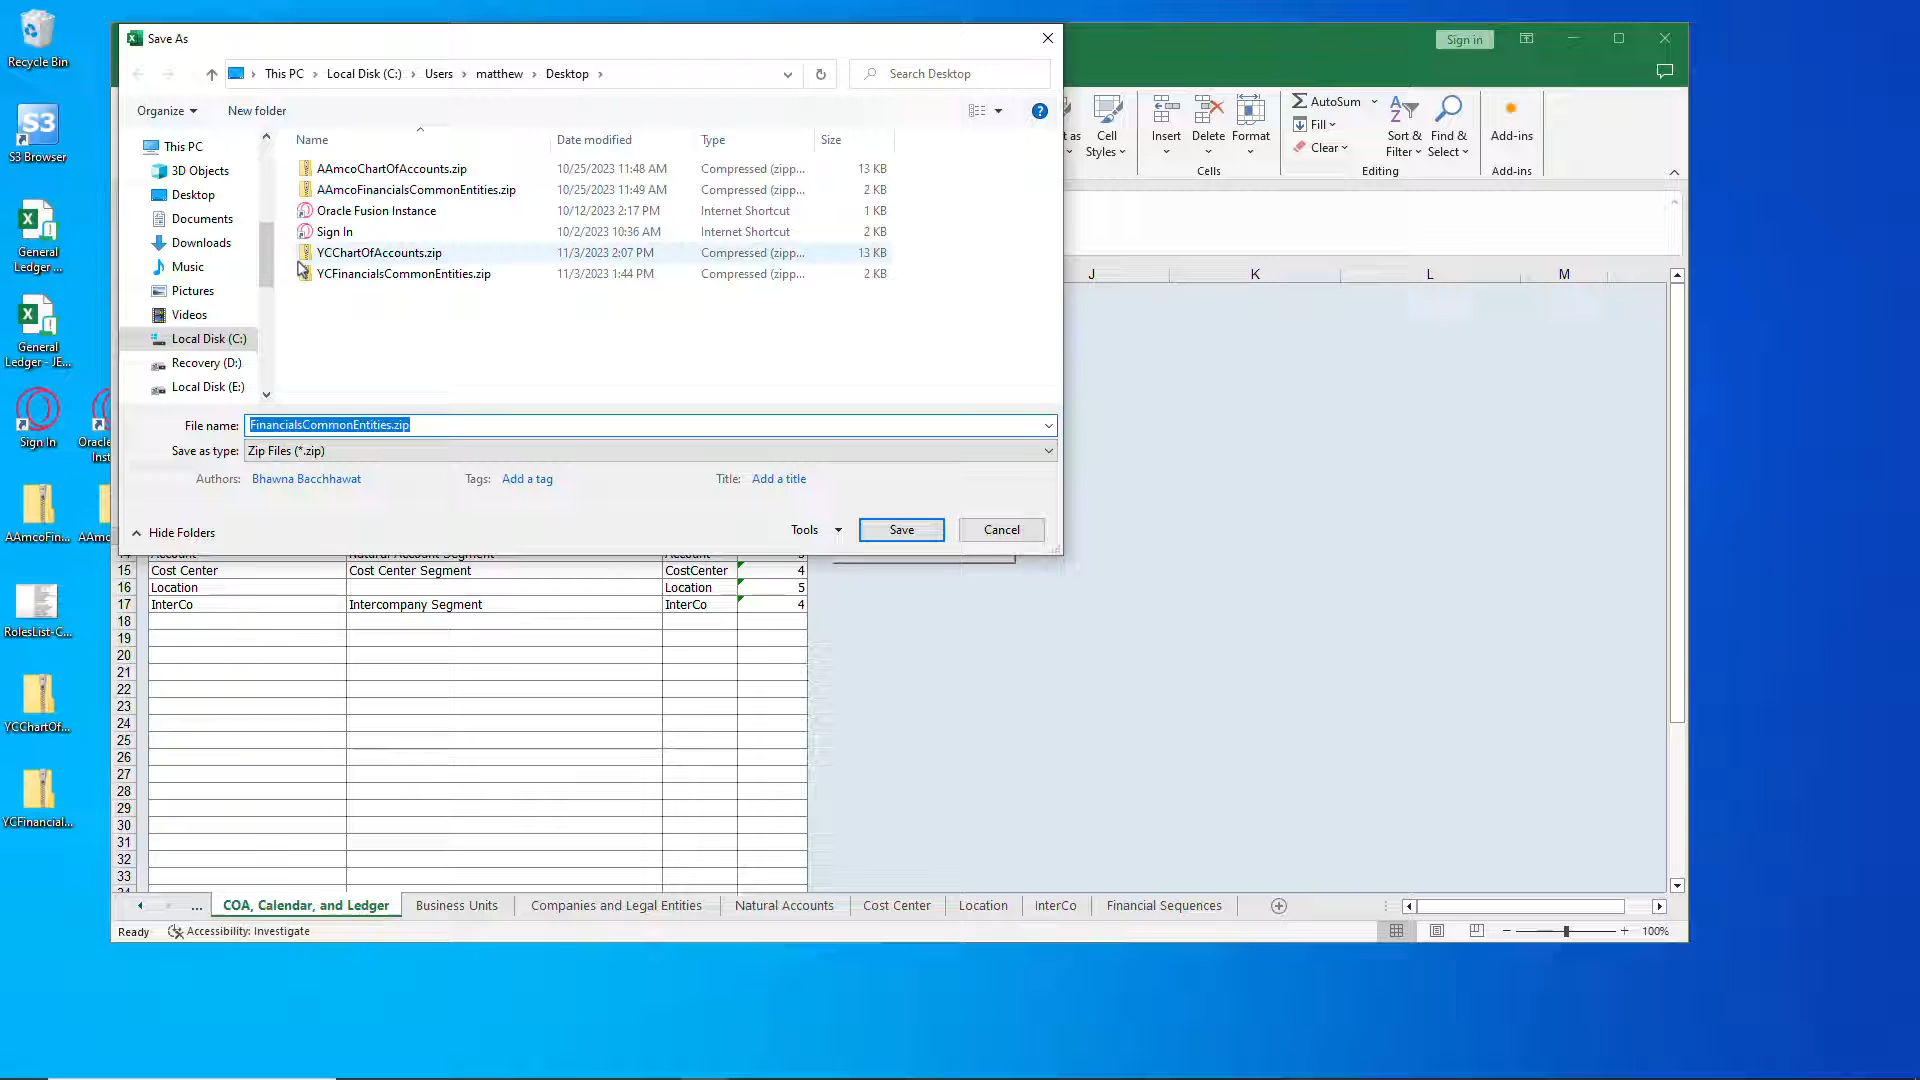 Recycle Bin
S3 Browser
General
Ledger ...
General
Ledger - JE...
Sign In
Oracle
Inst
AAmcoFin...
AAmc
RolesList-C...
YCChartOf...
YCFinancial...
Save As
This PC > Local Disk (C:) > Users > matthew > Desktop >
Search Desktop
Organize
New folder
This PC
3D Objects
Desktop
Documents
Downloads
Music
Pictures
Videos
Local Disk (C:)
Recovery (D:)
Local Disk (E:)
Name Date modified Type Size
AAmcoChartOfAccounts.zip 10/25/2023 11:48 AM Compressed (zipp... 13 KB
AAmcoFinancialsCommonEntities.zip 10/25/2023 11:49 AM Compressed (zipp... 2 KB
Oracle Fusion Instance 10/12/2023 2:17 PM Internet Shortcut 1 KB
Sign In 10/2/2023 10:36 AM Internet Shortcut 2 KB
YCChartOfAccounts.zip 11/3/2023 2:07 PM Compressed (zipp... 13 KB
YCFinancialsCommonEntities.zip 11/3/2023 1:44 PM Compressed (zipp... 2 KB
File name: FinancialsCommonEntities.zip
Save as type: Zip Files (*.zip)
Authors: Bhawna Bacchhawat Tags: Add a tag Title: Add a title
Hide Folders
Tools
Save
Cancel
Sign in
t as
Cell
Styles
Insert
Delete
Format
Cells
AutoSum
Fill
Clear
Sort &
Filter
Find &
Select
Editing
Add-ins
Add-ins
J K L M
14 Account Natural Account Segment Account
15 Cost Center Cost Center Segment CostCenter 4
16 Location Location 5
17 InterCo Intercompany Segment InterCo 4
18
19
20
21
22
23
24
25
26
27
28
29
30
31
32
33
34
... COA, Calendar, and Ledger Business Units Companies and Legal Entities Natural Accounts Cost Center Location InterCo Financial Sequences
Ready Accessibility: Investigate 100%